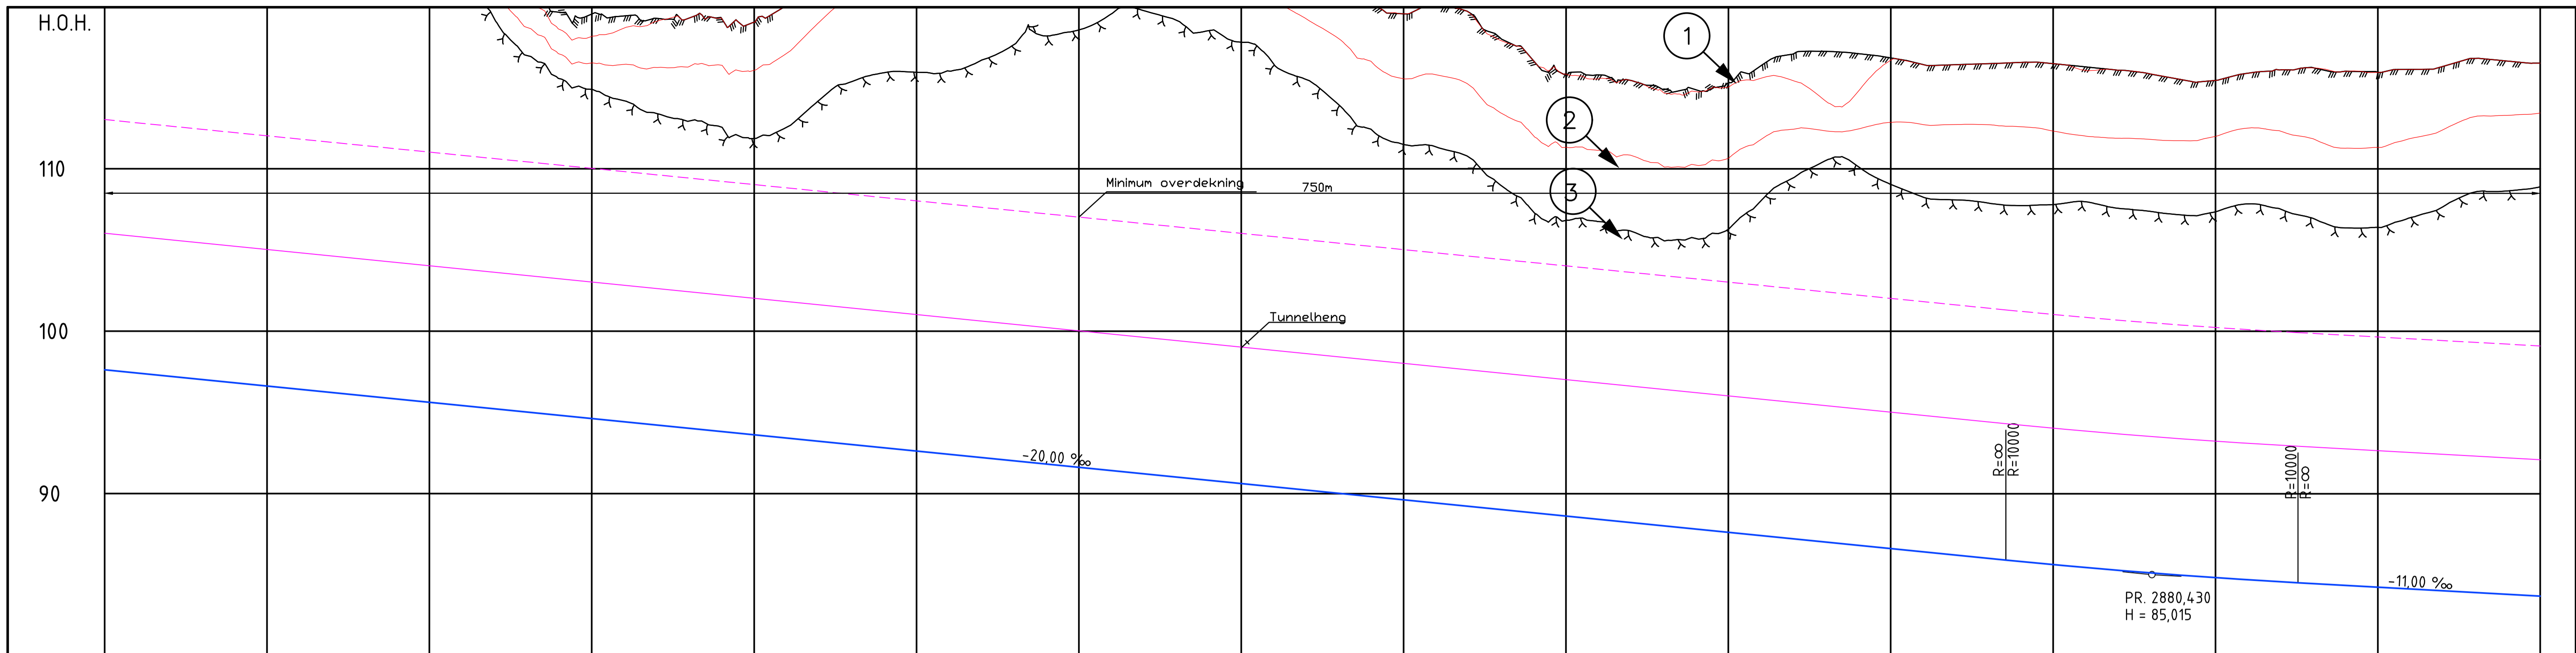 H.O.H.
1
2
110
Minimum overdekning
750m
3
100
Tunnelheng
90
-20,00 ‰
R=∞
R=10000
R=10000
R=∞
-11,00 ‰
PR. 2880,430
H = 85,015